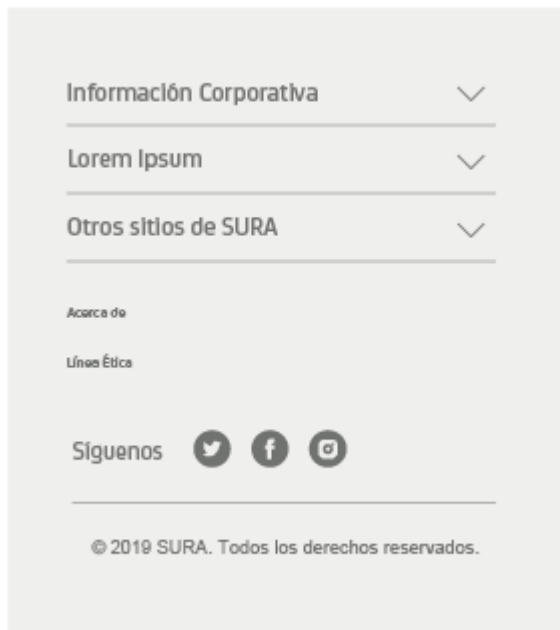 Información Corporativa
Lorem Ipsum
Otros sitios de SURA
Acerca de
Línea Ética
Síguenos
© 2019 SURA. Todos los derechos reservados.